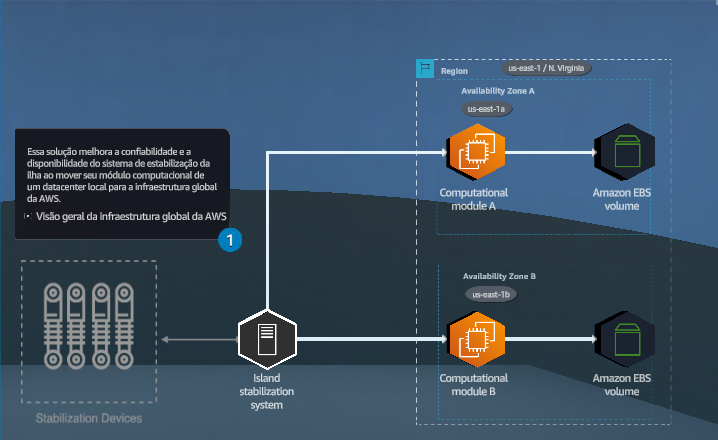 Region
us-east-1 / N. Virginia
Availability Zone A
us-east-1a
Essa solução melhora a confiabilidade e a
disponibilidade do sistema de estabilização da
Ilha ao mover seu módulo computacional de
um datacenter local para a infraestrutura global
da AWS.
Visão geral da infraestrutura global da AWS
1
Computational
module A
Amazon EBS
volume
Availability Zone B
us-east-1b
Island
stabilization
system
Computational
module B
Amazon EBS
volume
Stabilization Devices